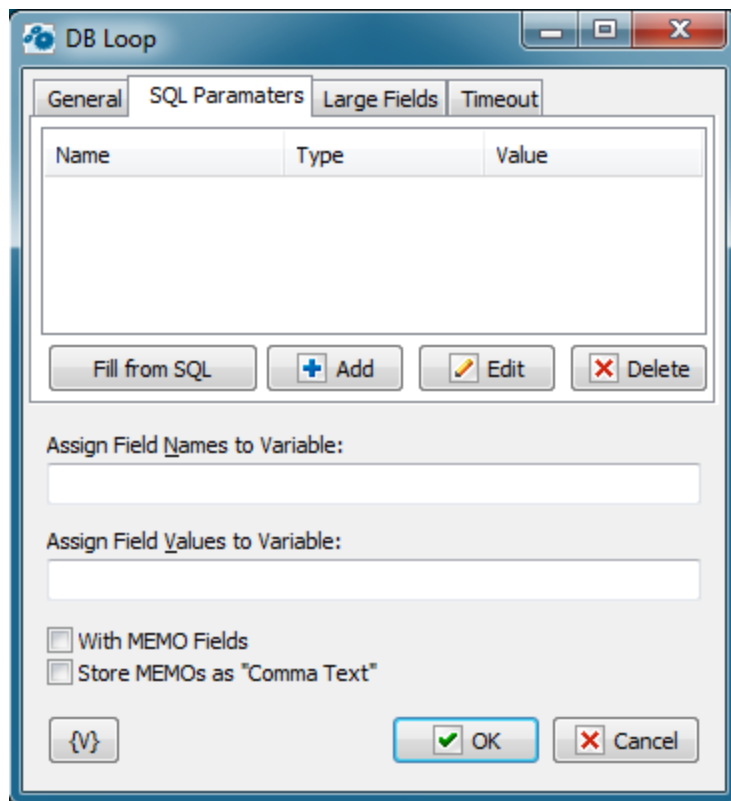 DB Loop
General SQL Paramaters Large Fields Timeout
Name Type Value
Fill from SQL Add Edit Delete
Assign Field Names to Variable:
Assign Field Values to Variable:
With MEMO Fields
Store MEMOs as "Comma Text"
{V} OK Cancel